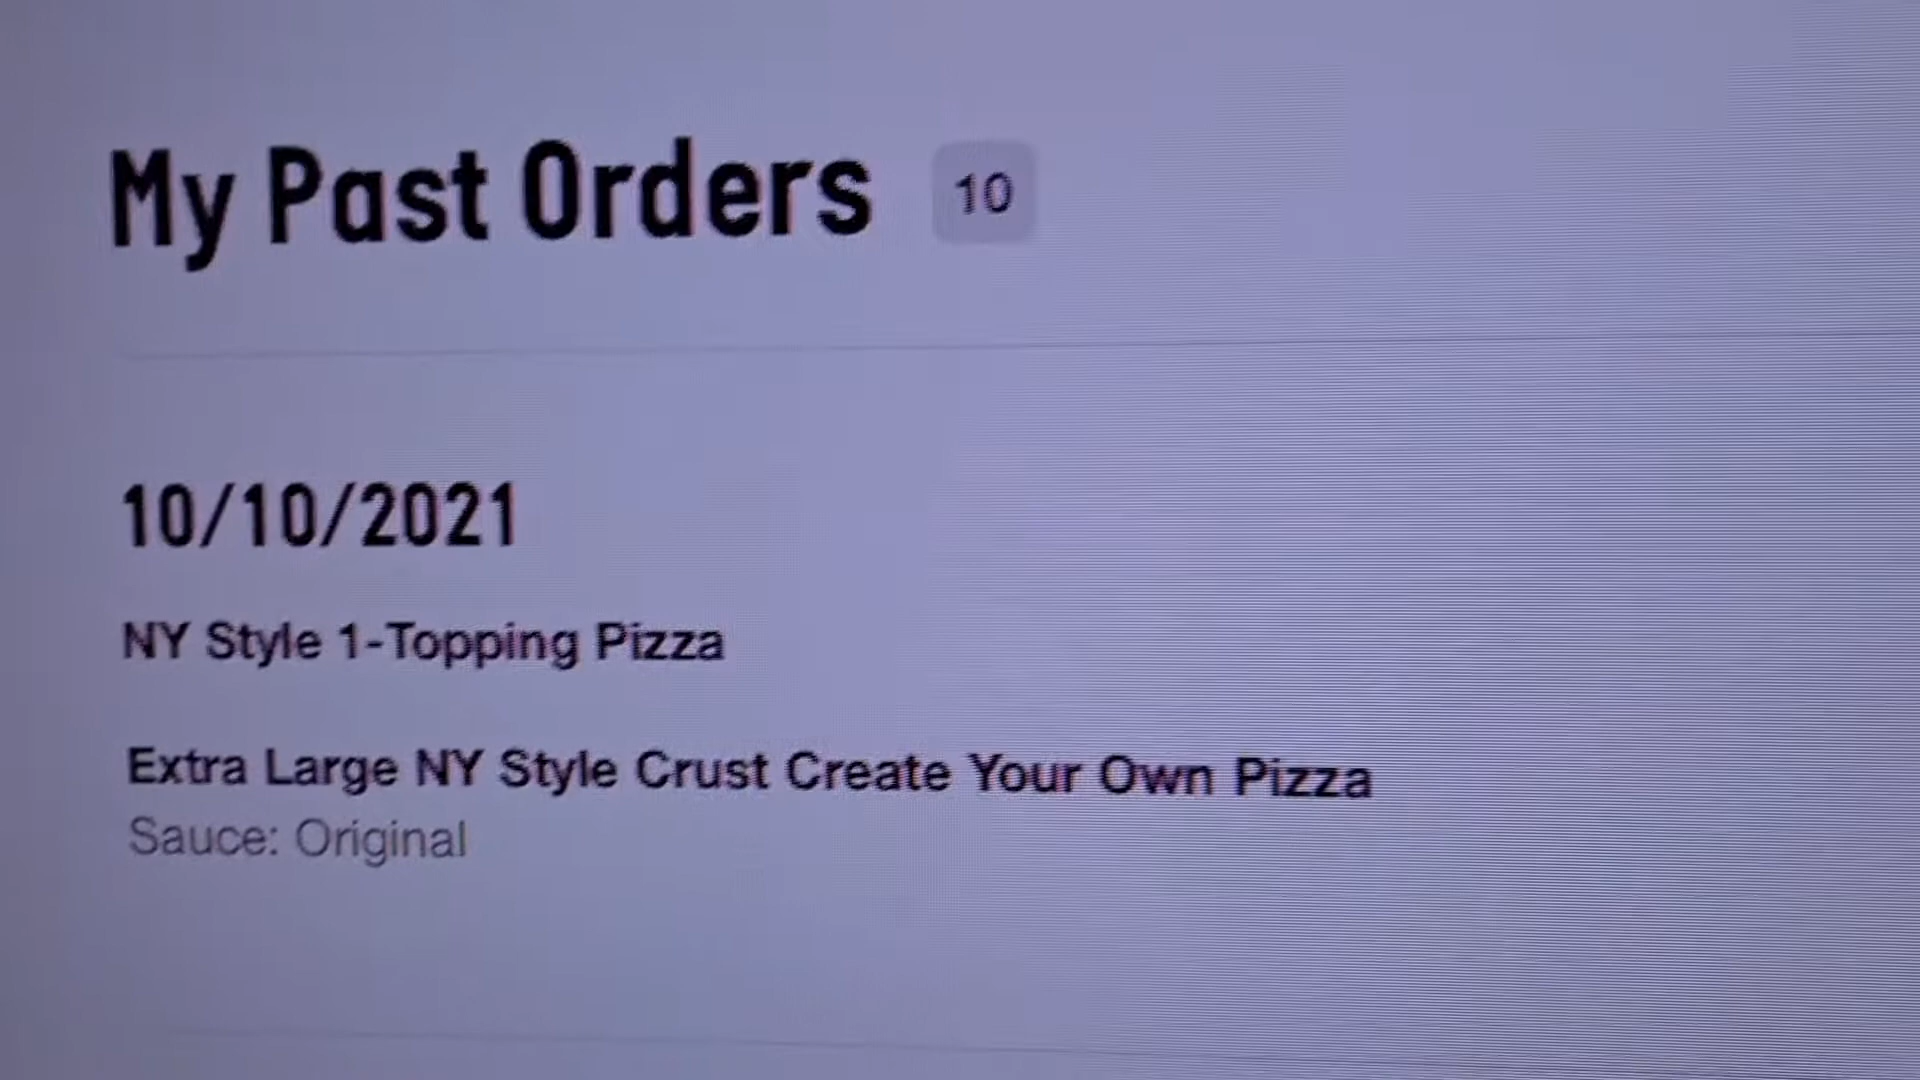 My Past Orders 10
10/10/2021
NY Style 1-Topping Pizza
Extra Large NY Style Crust Create Your Own Pizza
Sauce: Original